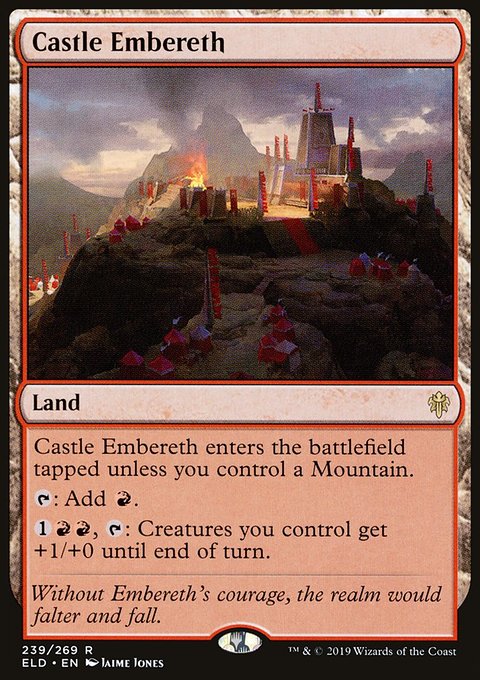 Castle Embereth
Land
Castle Embereth enters the battlefield
tapped unless you control a Mountain.
: Add .
1, : Creatures you control get
+1/+0 until end of turn.
Without Embereth's courage, the realm would
falter and fall.
239/269 R
ELD • EN Jaime Jones
™ & © 2019 Wizards of the Coast